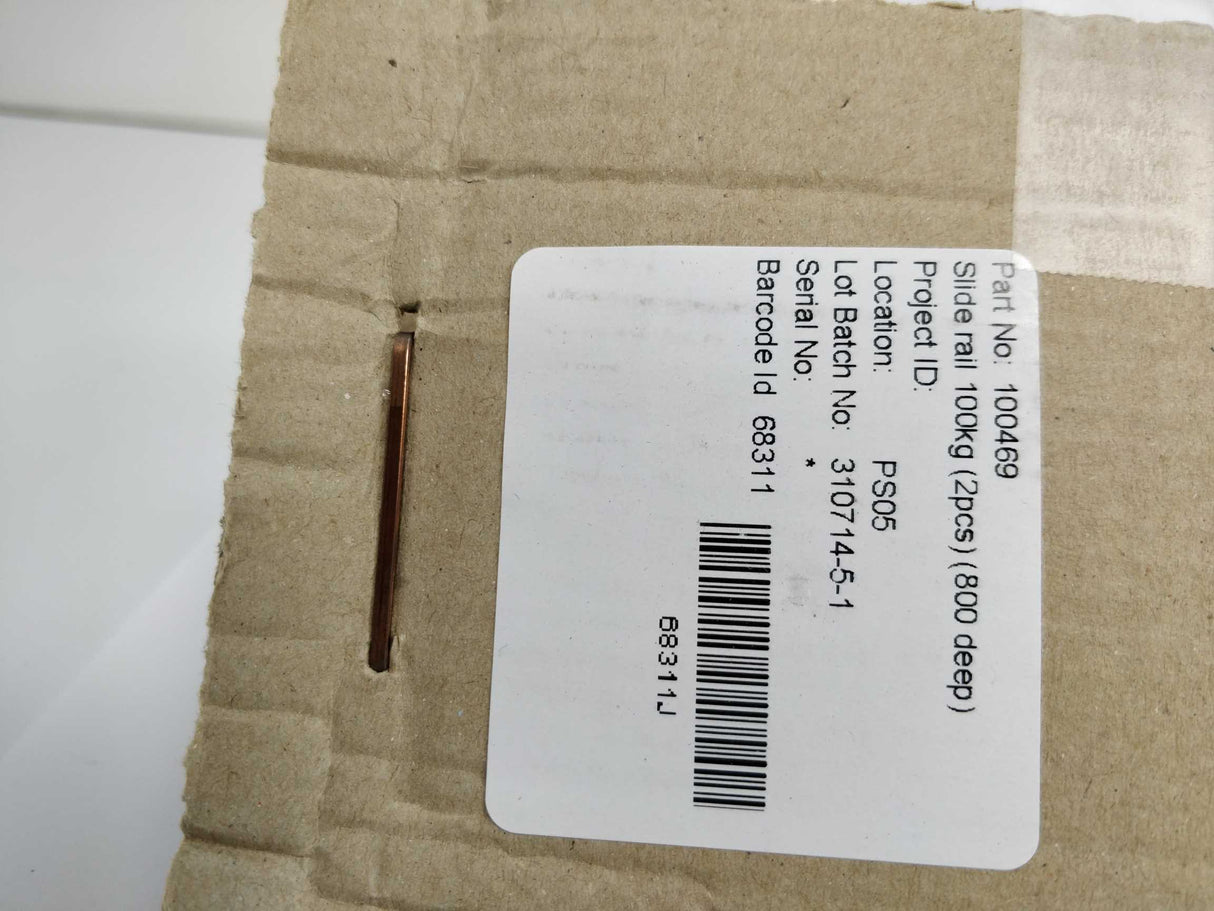 Part No: 100469
Slide rail 100kg (2pcs) (800 deep)
Project ID:
Location: PS05
Lot Batch No: 310714-5-1
Serial No: *
Barcode Id 68311
68311J